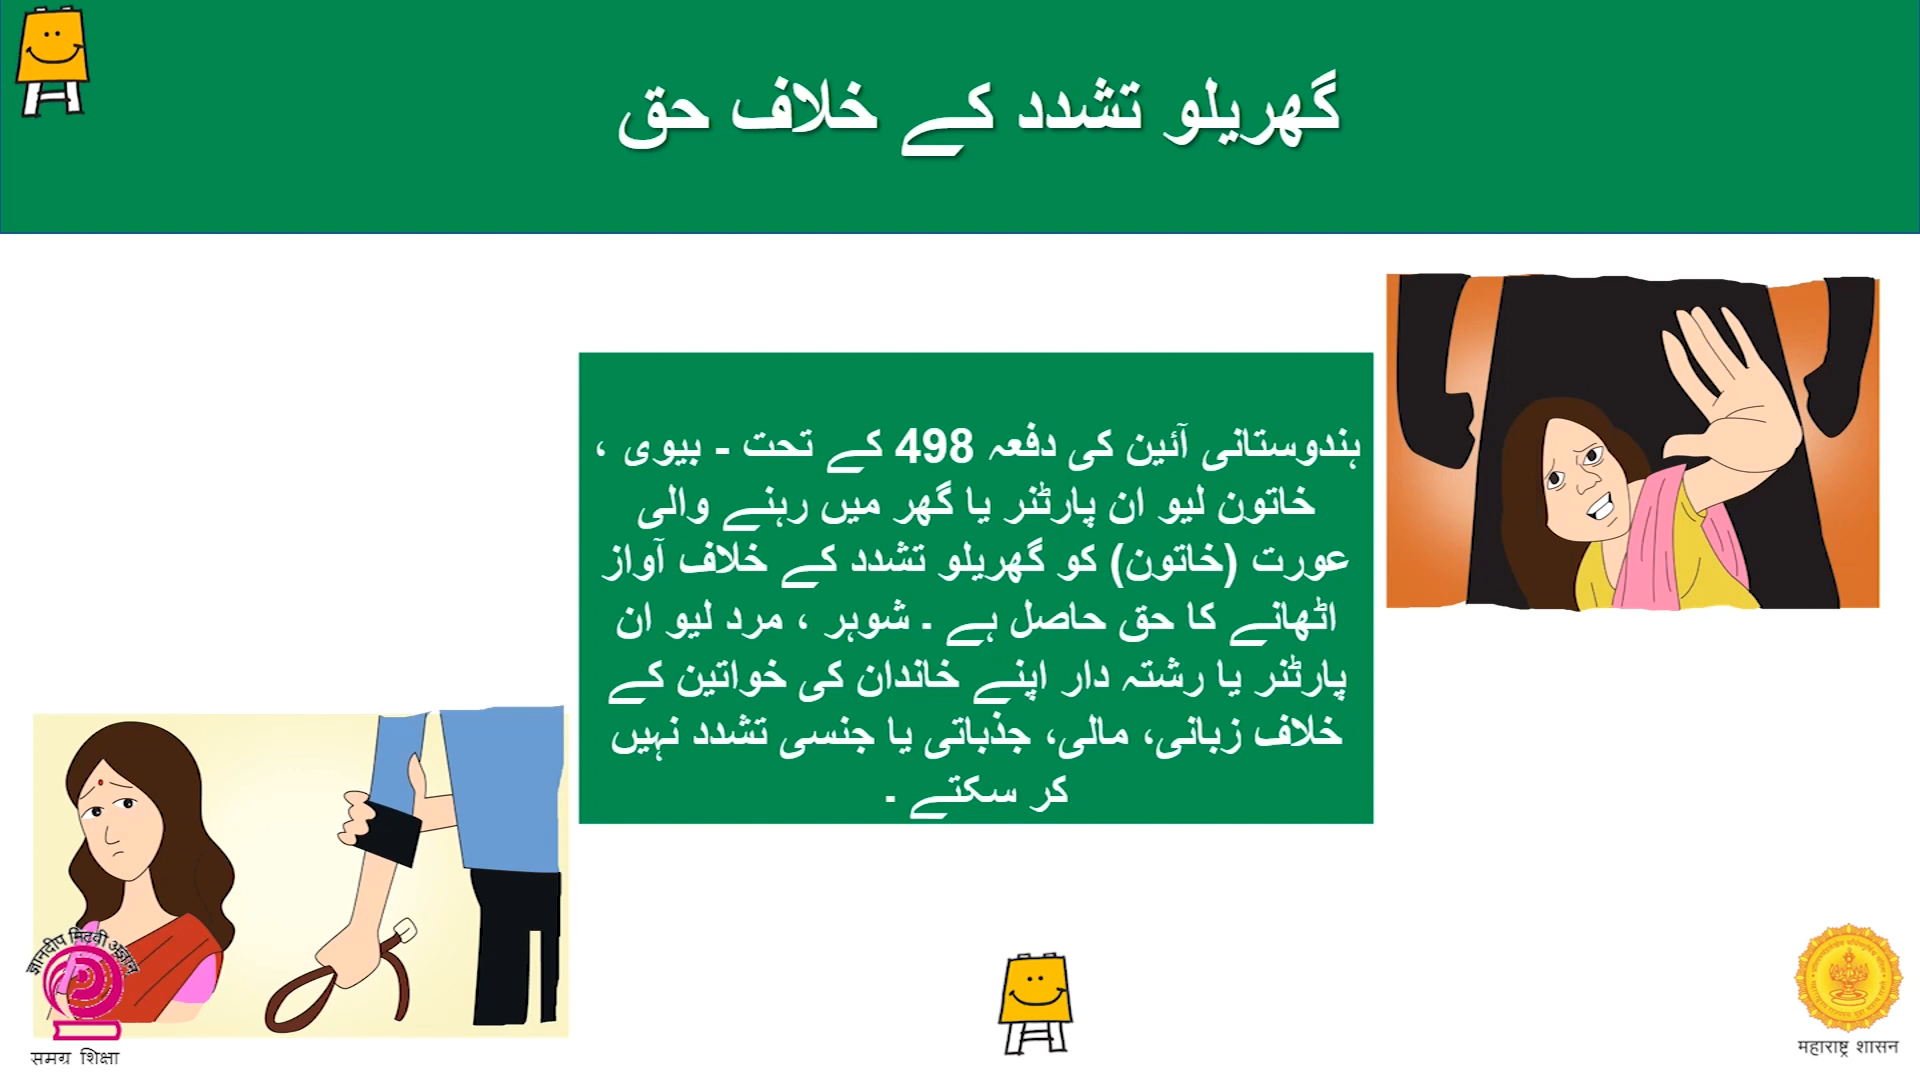 گھریلو تشدد کے خلاف حق
ہندوستانی آئین کی دفعہ 498 کے تحت - بیوی ،
خاتون لیو ان پارٹنر یا گھر میں رہنے والی
عورت (خاتون) کو گھریلو تشدد کے خلاف آواز
اٹھانے کا حق حاصل ہے ۔ شوہر ، مرد لیو ان
پارٹنر یا رشتہ دار اپنے خاندان کی خواتین کے
خلاف زبانی، مالی، جذباتی یا جنسی تشدد نہیں
کر سکتے ۔
समग्र शिक्षा
महाराष्ट्र शासन